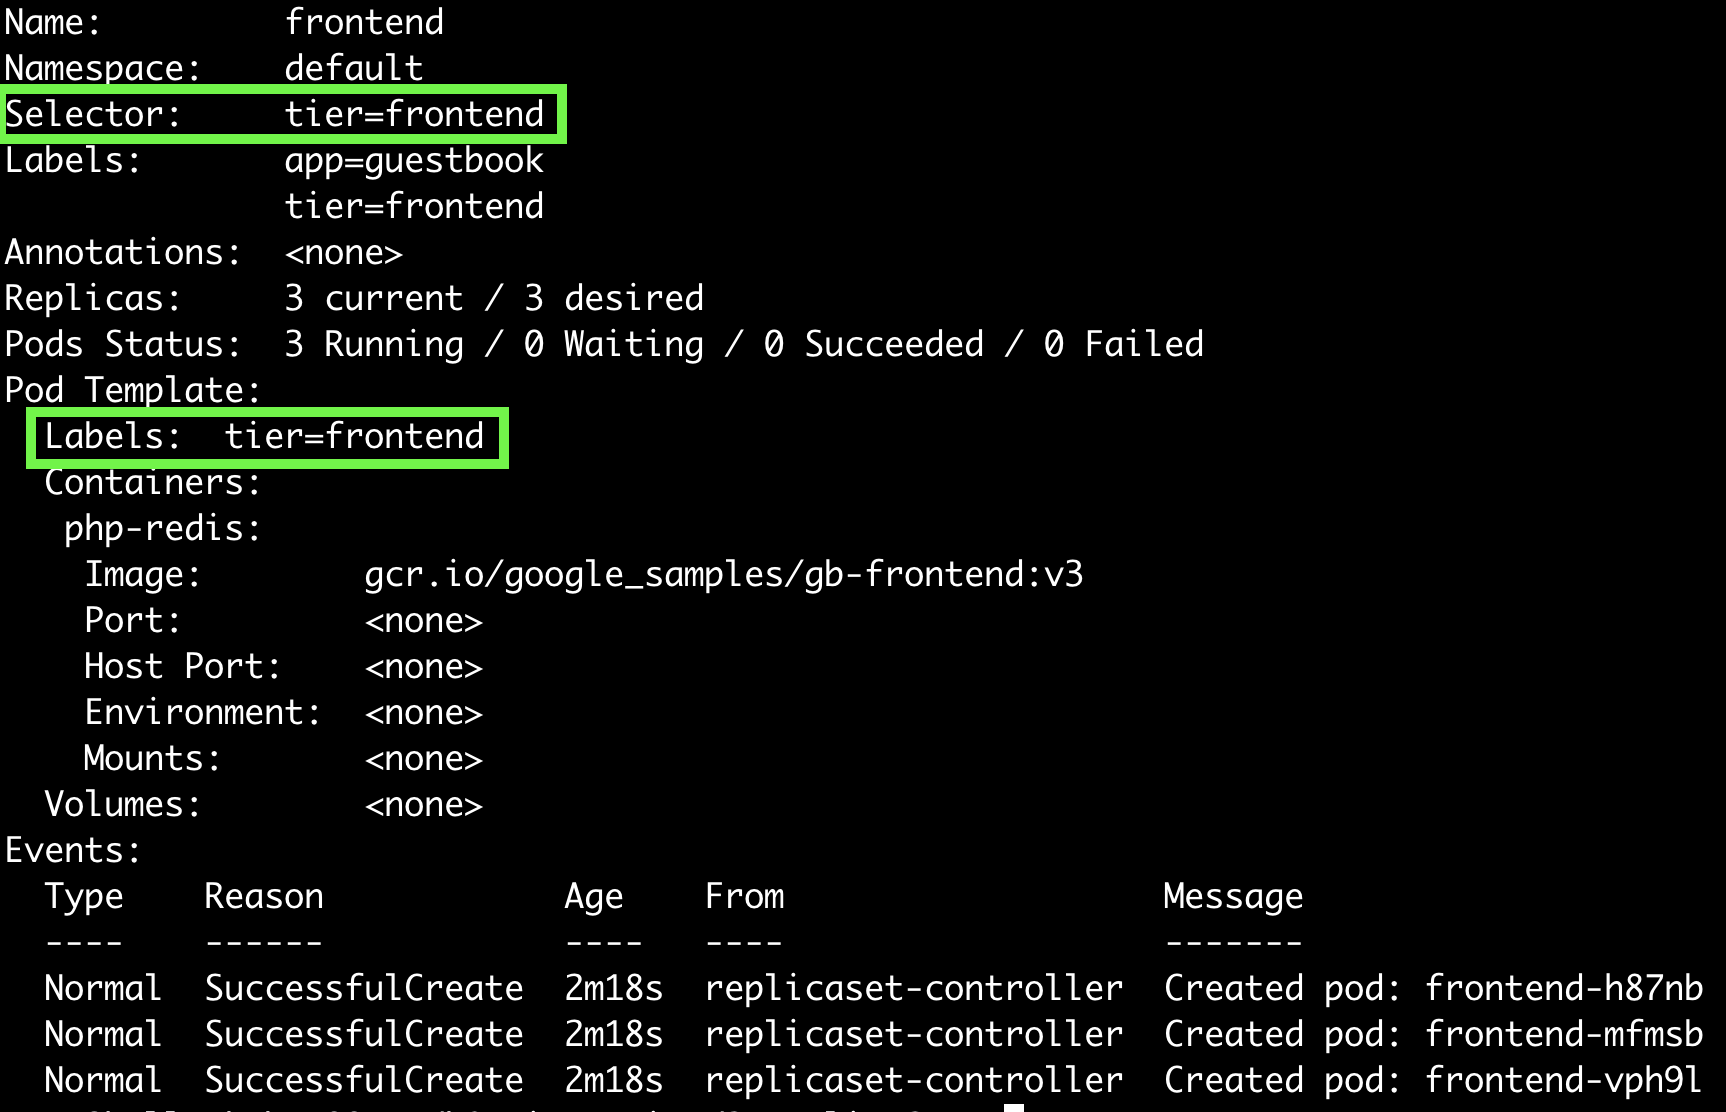 Name:         frontend
Namespace:    default
Selector:     tier=frontend
Labels:       app=guestbook
              tier=frontend
Annotations:  <none>
Replicas:     3 current / 3 desired
Pods Status:  3 Running / 0 Waiting / 0 Succeeded / 0 Failed
Pod Template:
  Labels:  tier=frontend
  Containers:
   php-redis:
    Image:        gcr.io/google_samples/gb-frontend:v3
    Port:         <none>
    Host Port:    <none>
    Environment:  <none>
    Mounts:       <none>
  Volumes:        <none>
Events:
  Type    Reason            Age    From                   Message
  ----    ------            ----   ----                   -------
  Normal  SuccessfulCreate  2m18s  replicaset-controller  Created pod: frontend-h87nb
  Normal  SuccessfulCreate  2m18s  replicaset-controller  Created pod: frontend-mfmsb
  Normal  SuccessfulCreate  2m18s  replicaset-controller  Created pod: frontend-vph9l